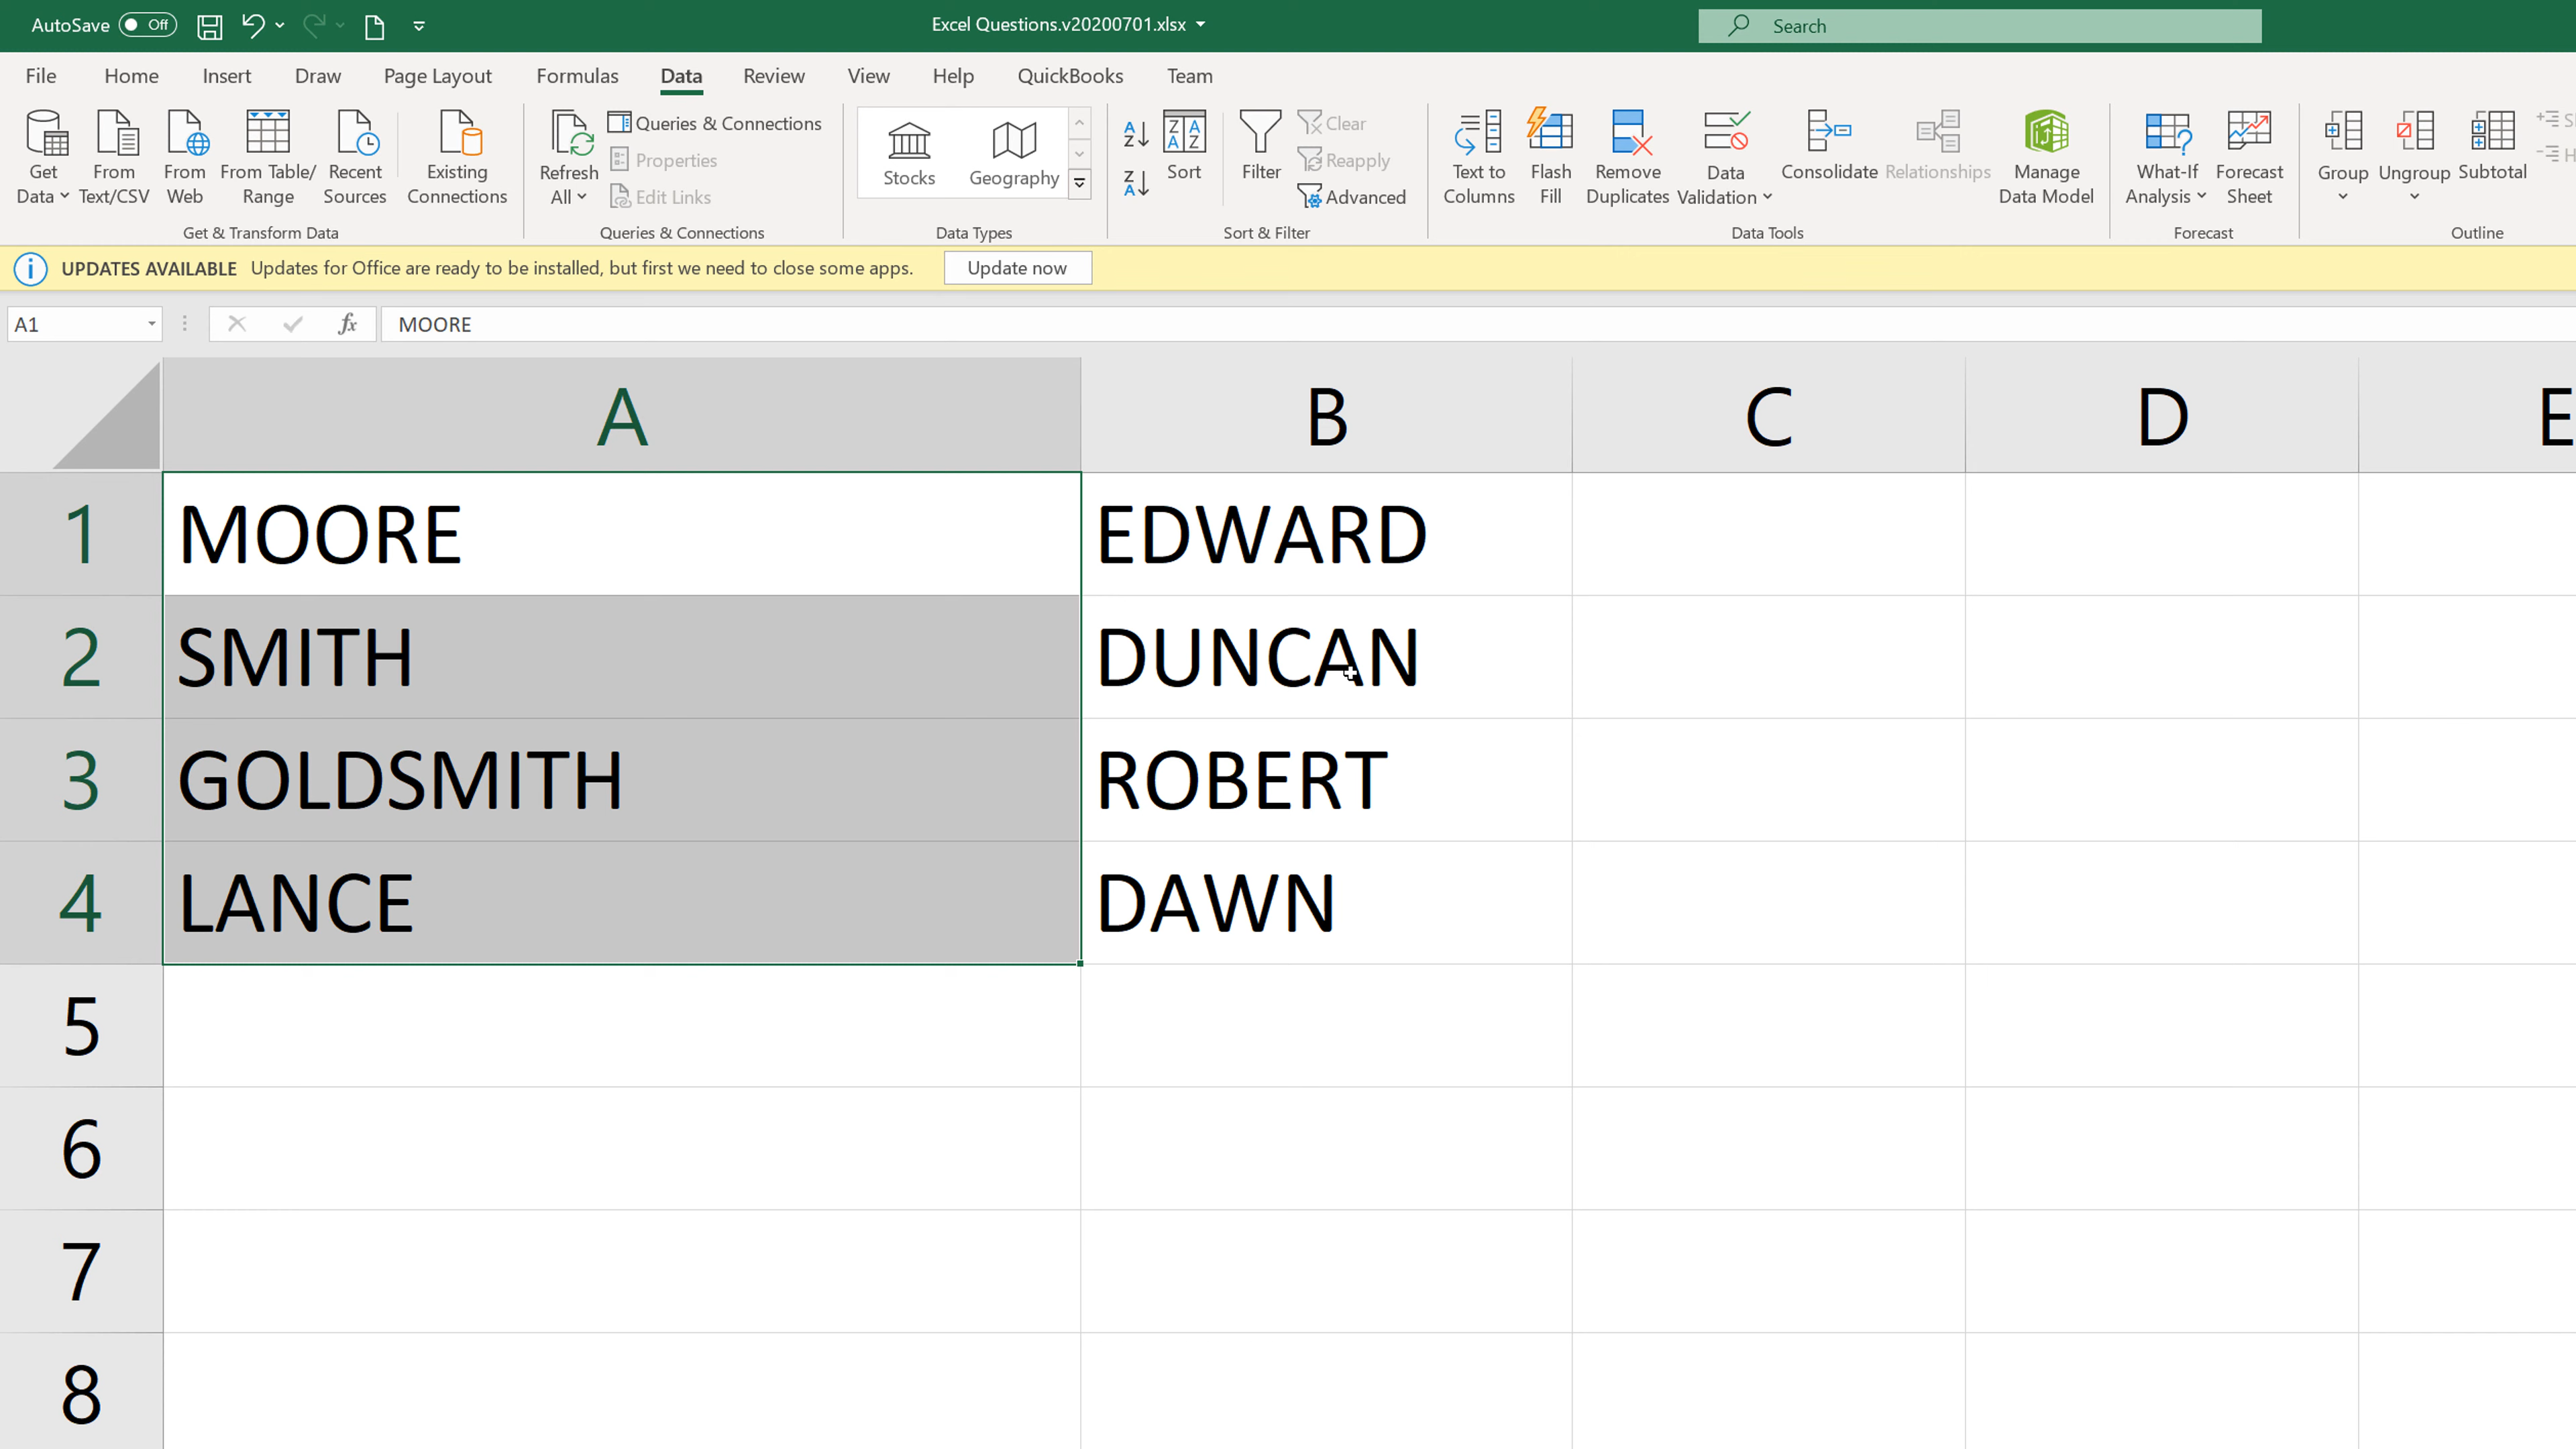 AutoSave Off Excel Questions.v20200701.xlsx Search
File Home Insert Draw Page Layout Formulas Data Review View Help QuickBooks Team
Get Data From Text/CSV From Web From Table/ Range Recent Sources Existing Connections
Get & Transform Data
Refresh All Queries & Connections
Properties
Edit Links
Queries & Connections
Stocks Geography
Data Types
Sort Filter Clear
Reapply
Advanced
Sort & Filter
Text to Columns Flash Fill Remove Duplicates Data Validation Consolidate Relationships Manage Data Model
Data Tools
What-If Analysis Forecast Sheet
Forecast
Group Ungroup Subtotal
Outline
UPDATES AVAILABLE Updates for Office are ready to be installed, but first we need to close some apps. Update now
A1 fx MOORE
A B C D E
1 MOORE EDWARD
2 SMITH DUNCAN
3 GOLDSMITH ROBERT
4 LANCE DAWN
5
6
7
8